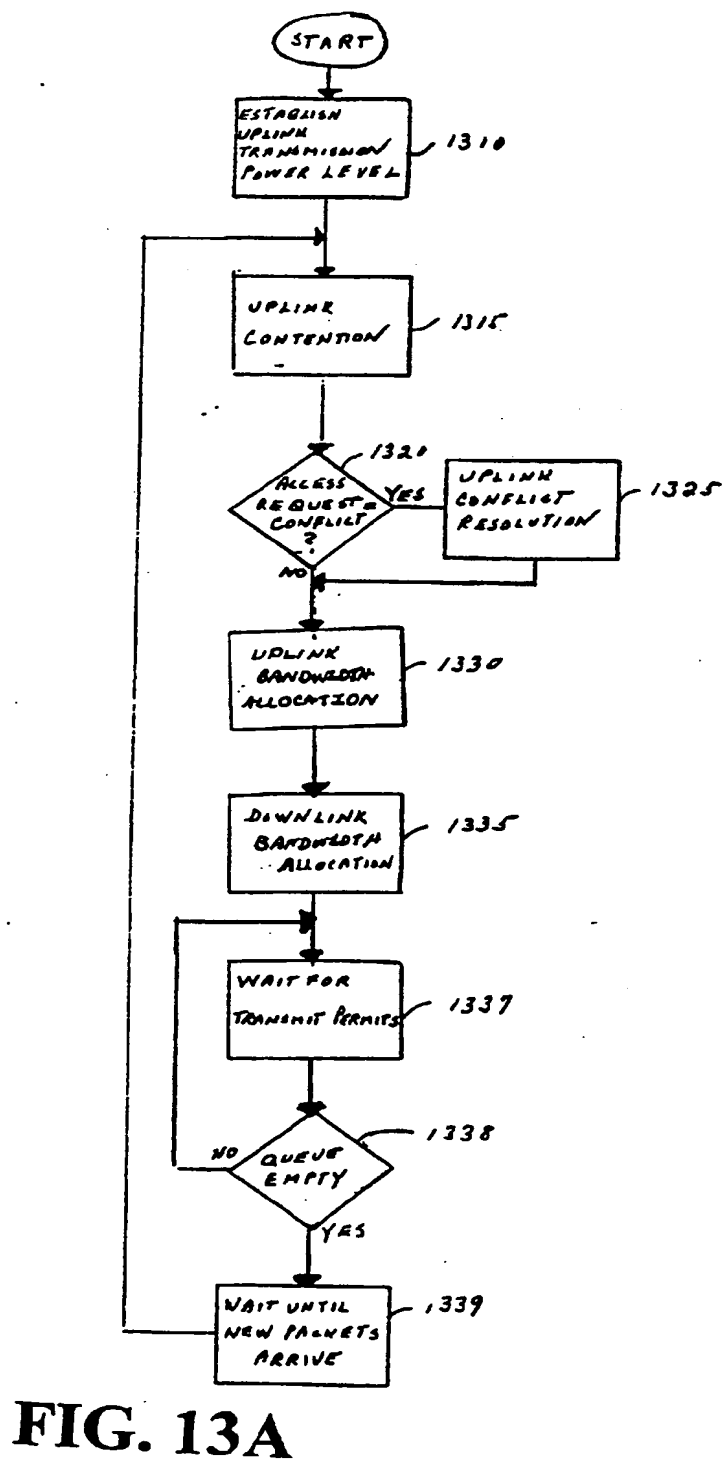 START
ESTABLISH
UPLINK
TRANSMISSION
POWER LEVEL
1310
UPLINK
CONTENTION
1315
1320
ACCESS
REQUEST
CONFLICT
?
YES
UPLINK
CONFLICT
RESOLUTION
1325
NO
UPLINK
BANDWIDTH
ALLOCATION
1330
DOWNLINK
BANDWIDTH
ALLOCATION
1335
WAIT FOR
TRANSMIT PERMITS
1337
1338
NO
QUEUE
EMPTY
YES
WAIT UNTIL
NEW PACKETS
ARRIVE
1339
FIG. 13A